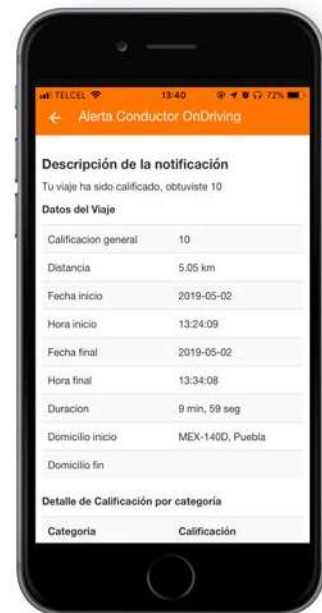 TELCEL 13:40 72%
Alerta Conductor OnDriving
Descripción de la notificación
Tu viaje ha sido calificado, obtuviste 10
Datos del Viaje
Calificacion general 10
Distancia 5.05 km
Fecha inicio 2019-05-02
Hora inicio 13:24:09
Fecha final 2019-05-02
Hora final 13:34:08
Duracion 9 min, 59 seg
Domicilio inicio MEX-140D, Puebla
Domicilio fin
Detalle de Calificación por categoría
Categoria Calificación